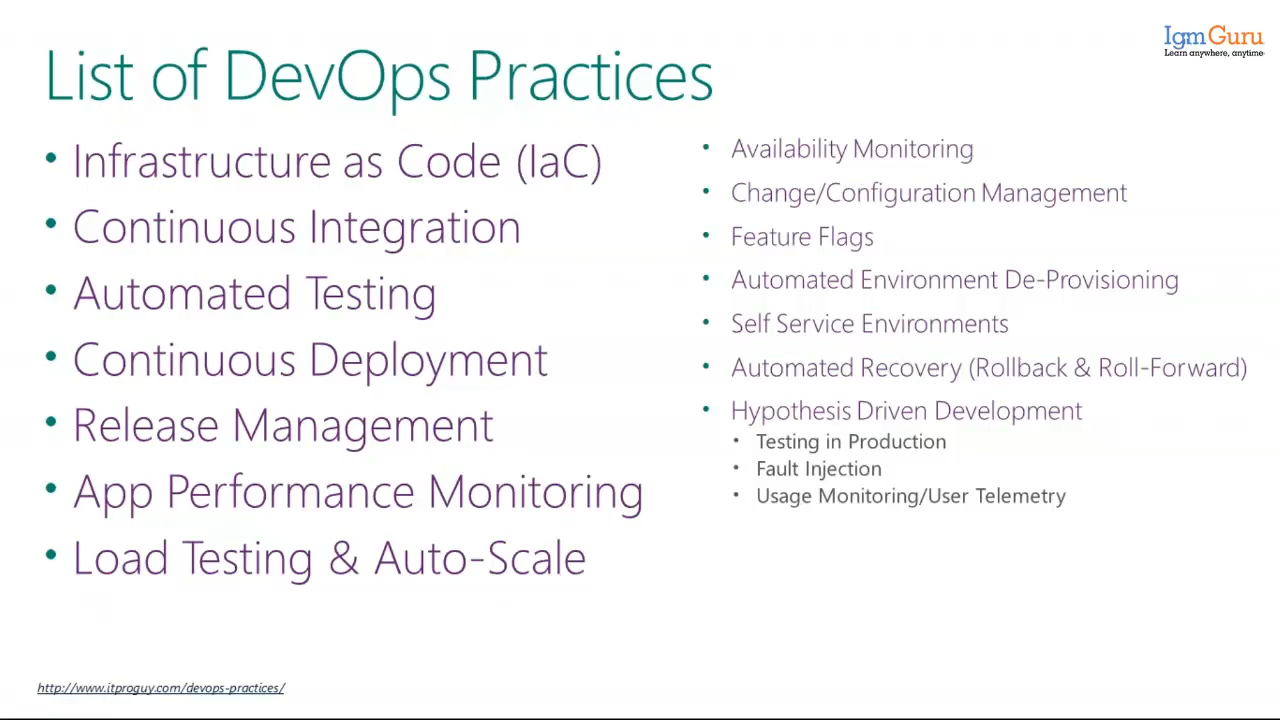 Igm Guru
Learn anywhere, anytime
List of DevOps Practices
• Infrastructure as Code (IaC)
• Continuous Integration
• Automated Testing
• Continuous Deployment
• Release Management
• App Performance Monitoring
• Load Testing & Auto-Scale
• Availability Monitoring
• Change/Configuration Management
• Feature Flags
• Automated Environment De-Provisioning
• Self Service Environments
• Automated Recovery (Rollback & Roll-Forward)
• Hypothesis Driven Development
• Testing in Production
• Fault Injection
• Usage Monitoring/User Telemetry
http://www.itproguy.com/devops-practices/